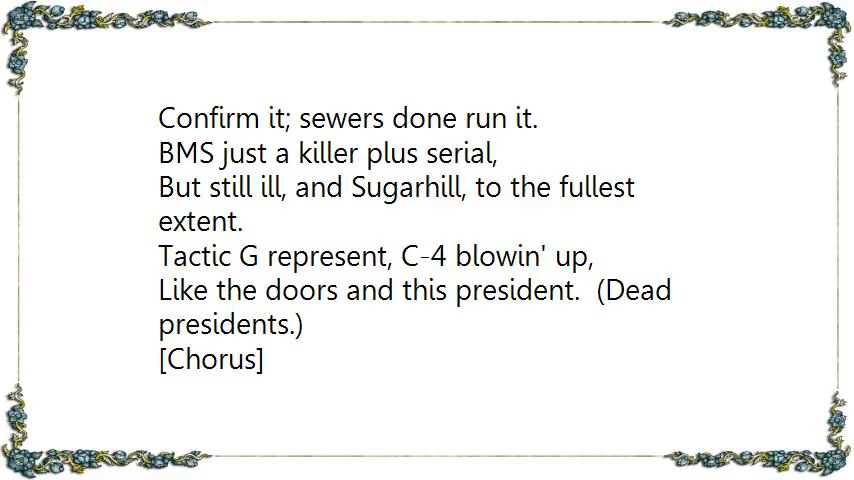 Confirm it; sewers done run it.
BMS just a killer plus serial,
But still ill, and Sugarhill, to the fullest
extent.
Tactic G represent, C-4 blowin' up,
Like the doors and this president.  (Dead
presidents.)
[Chorus]